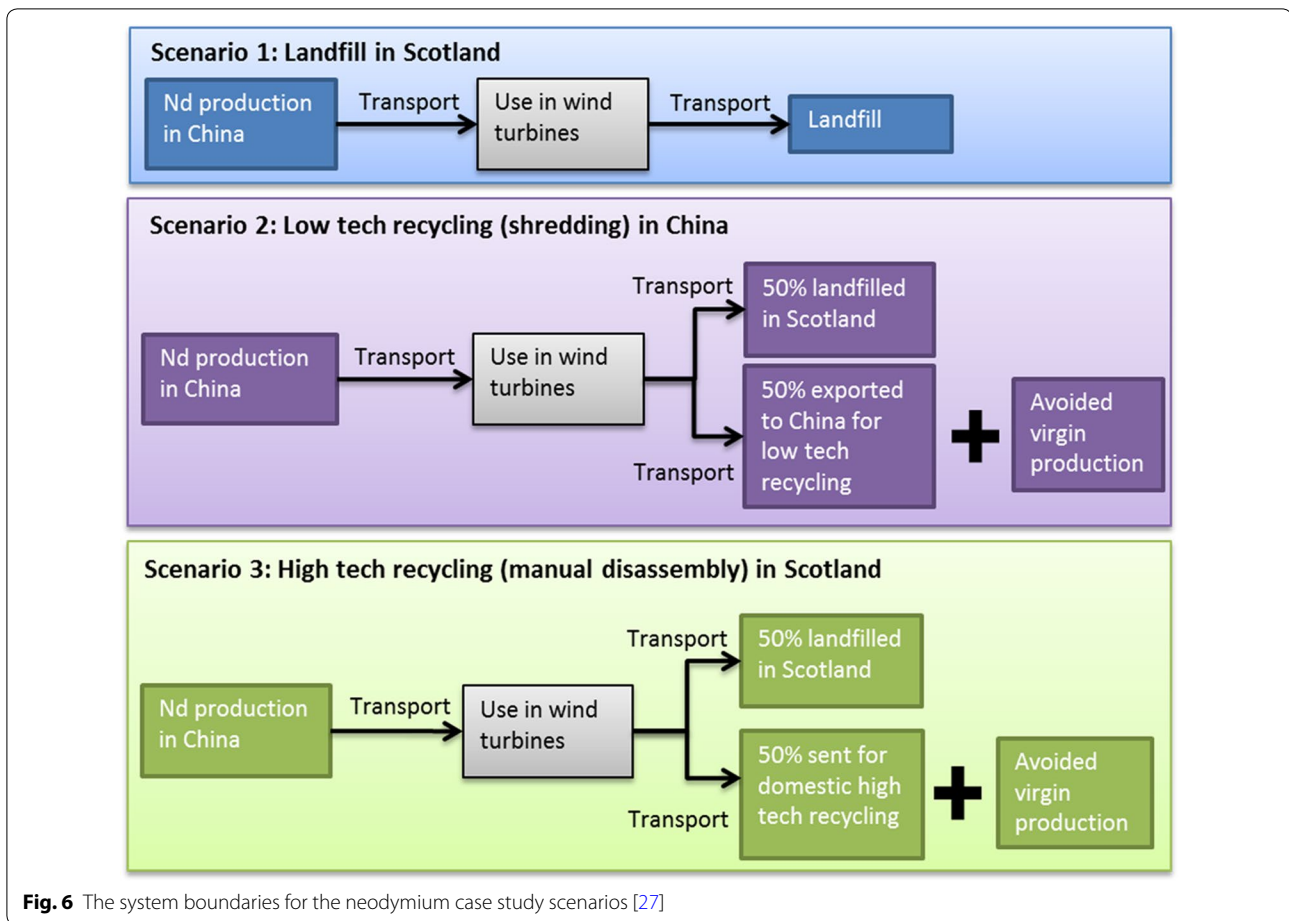 Scenario 1: Landfill in Scotland
Nd production
in China
Transport
Use in wind
turbines
Transport
Landfill
Scenario 2: Low tech recycling (shredding) in China
Nd production
in China
Transport
Use in wind
turbines
Transport
50% landfilled
in Scotland
Transport
50% exported
to China for
low tech
recycling
+
Avoided
virgin
production
Scenario 3: High tech recycling (manual disassembly) in Scotland
Nd production
in China
Transport
Use in wind
turbines
Transport
50% landfilled
in Scotland
Transport
50% sent for
domestic high
tech recycling
+
Avoided
virgin
production
Fig. 6 The system boundaries for the neodymium case study scenarios [27]